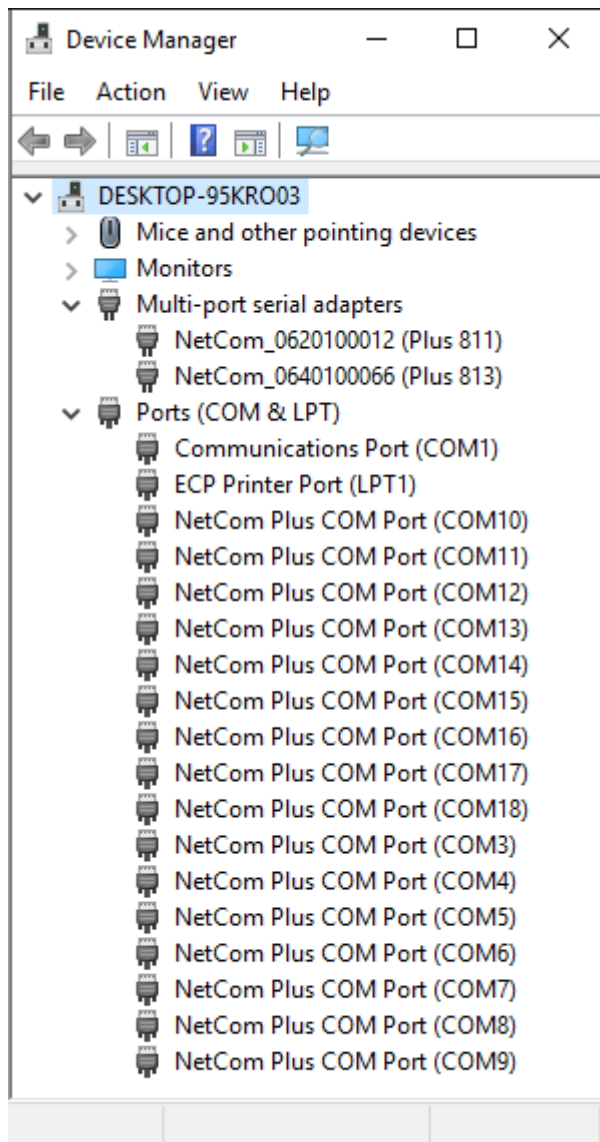 Device Manager
File Action View Help
DESKTOP-95KRO03
Mice and other pointing devices
Monitors
Multi-port serial adapters
NetCom_0620100012 (Plus 811)
NetCom_0640100066 (Plus 813)
Ports (COM & LPT)
Communications Port (COM1)
ECP Printer Port (LPT1)
NetCom Plus COM Port (COM10)
NetCom Plus COM Port (COM11)
NetCom Plus COM Port (COM12)
NetCom Plus COM Port (COM13)
NetCom Plus COM Port (COM14)
NetCom Plus COM Port (COM15)
NetCom Plus COM Port (COM16)
NetCom Plus COM Port (COM17)
NetCom Plus COM Port (COM18)
NetCom Plus COM Port (COM3)
NetCom Plus COM Port (COM4)
NetCom Plus COM Port (COM5)
NetCom Plus COM Port (COM6)
NetCom Plus COM Port (COM7)
NetCom Plus COM Port (COM8)
NetCom Plus COM Port (COM9)